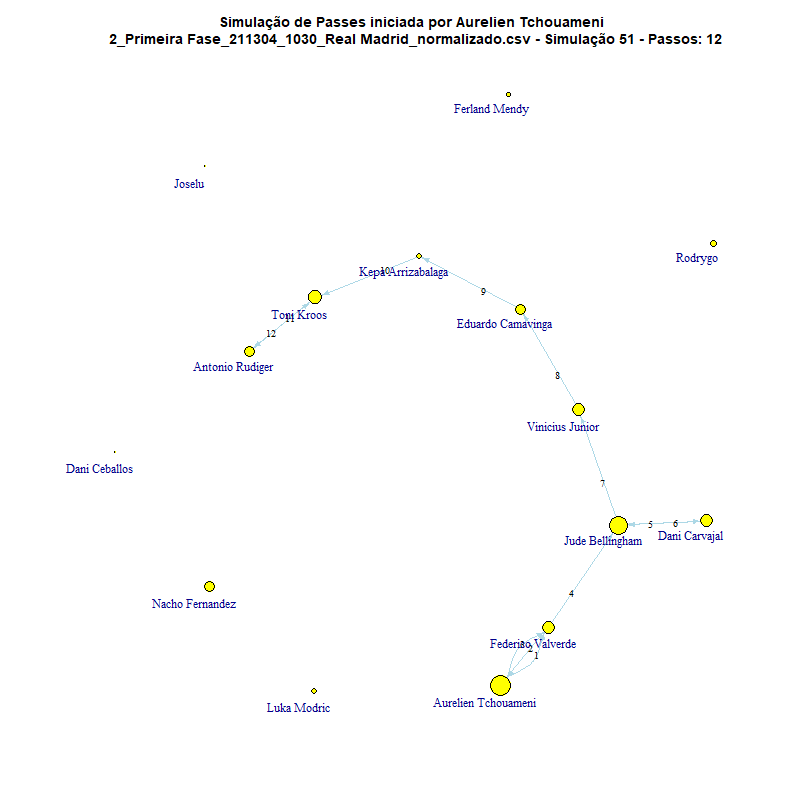 Simulação de Passes iniciada por Aurelien Tchouameni
2_Primeira Fase_211304_1030_Real Madrid_normalizado.csv - Simulação 51 - Passos: 12
Ferland Mendy
Joselu
Rodrygo
Kepa Arrizabalaga
10
9
Toni Kroos
11
Eduardo Camavinga
12
Antonio Rudiger
8
Vinicius Junior
Dani Ceballos
7
5
6
Jude Bellingham
Dani Carvajal
4
Nacho Fernandez
Federico Valverde
3
2
1
Aurelien Tchouameni
Luka Modric